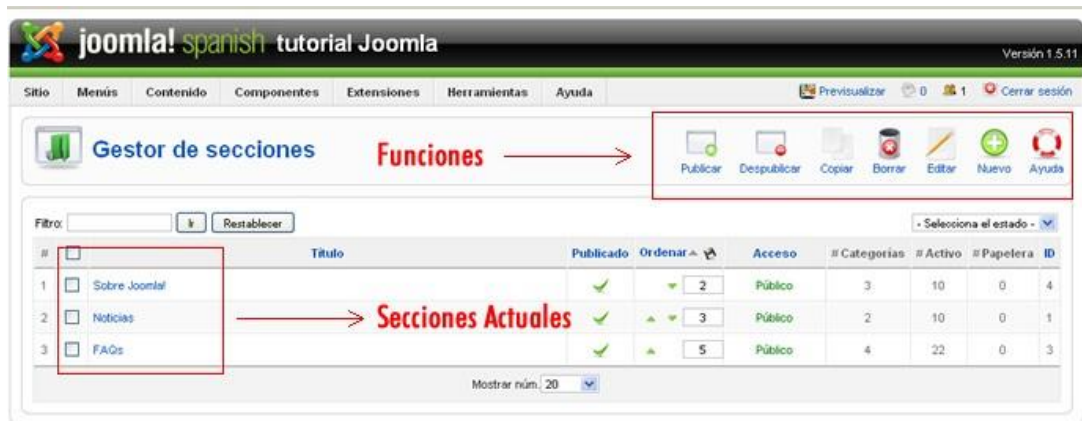 joomla! spanish tutorial Joomla
Versión 1.5.11
Sitio Menús Contenido Componentes Extensiones Herramientas Ayuda Previsualizar 0 1 Cerrar sesión
Gestor de secciones Funciones Publicar Despublicar Copiar Borrar Editar Nuevo Ayuda
Filtro: Ir Restablecer - Selecciona el estado -
# Título Publicado Ordenar Acceso # Categorías # Activo # Papelera ID
1 Sobre Joomla! 2 Público 3 10 0 4
2 Noticias 3 Público 2 10 0 1
3 FAQs 5 Público 4 22 0 3
Secciones Actuales
Mostrar núm. 20